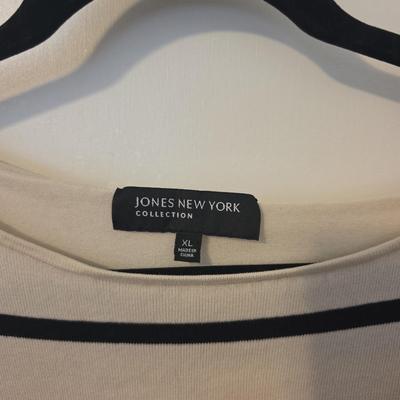 JONES NEW YORK
COLLECTION
XL
MADE IN
CHINA